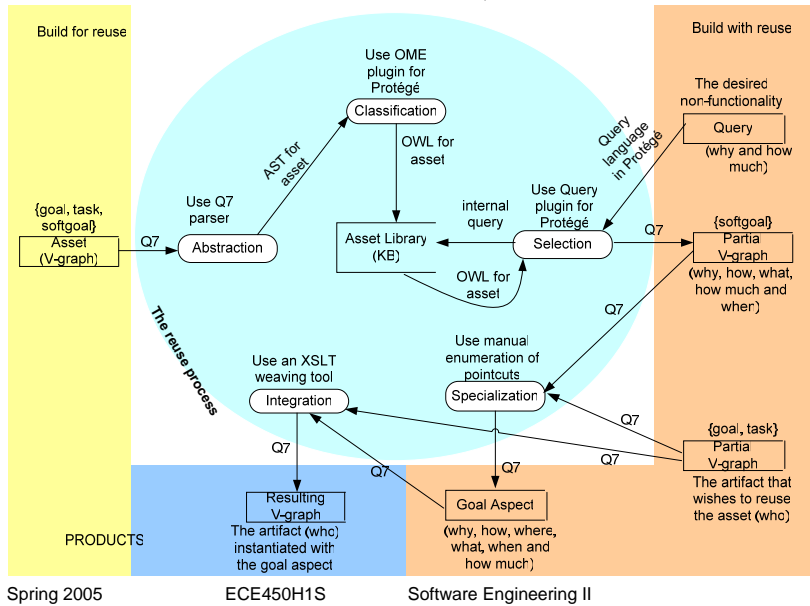 Build for reuse
Build with reuse
Use OME
plugin for
Protégé
Classification
The desired
non-functionality
Query
(why and how
much)
Query
language
in Protégé
AST for
asset
OWL for
asset
Use Q7
parser
Abstraction
{goal, task,
softgoal}
Asset
(V-graph)
Q7
Asset Library
(KB)
internal
query
Use Query
plugin for
Protégé
Selection
OWL for
asset
Q7
{softgoal}
Partial
V-graph
(why, how, what,
how much and
when)
Q7
The reuse process
Use an XSLT
weaving tool
Integration
Use manual
enumeration of
pointcuts
Specialization
Q7
Q7
Q7
Q7
Q7
{goal, task}
Partial
V-graph
The artifact that
wishes to reuse
the asset (who)
PRODUCTS
Resulting
V-graph
The artifact (who)
instantiated with
the goal aspect
Goal Aspect
(why, how, where,
what, when and
how much)
Spring 2005
ECE450H1S
Software Engineering II